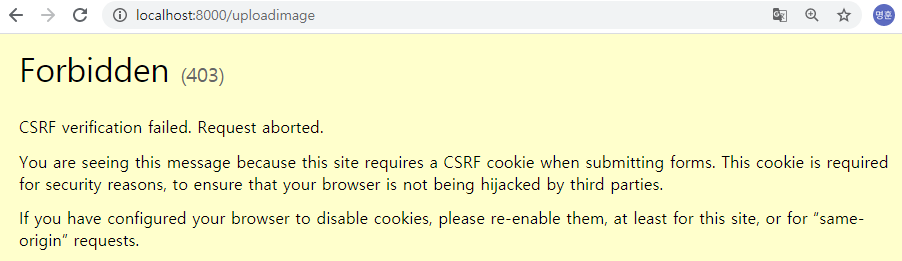 localhost:8000/uploadimage
명훈
Forbidden (403)
CSRF verification failed. Request aborted.
You are seeing this message because this site requires a CSRF cookie when submitting forms. This cookie is required
for security reasons, to ensure that your browser is not being hijacked by third parties.
If you have configured your browser to disable cookies, please re-enable them, at least for this site, or for “same-
origin” requests.